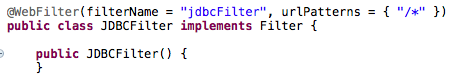 @WebFilter(filterName = "jdbcFilter", urlPatterns = { "/*" })
public class JDBCFilter implements Filter {
public JDBCFilter() {
}